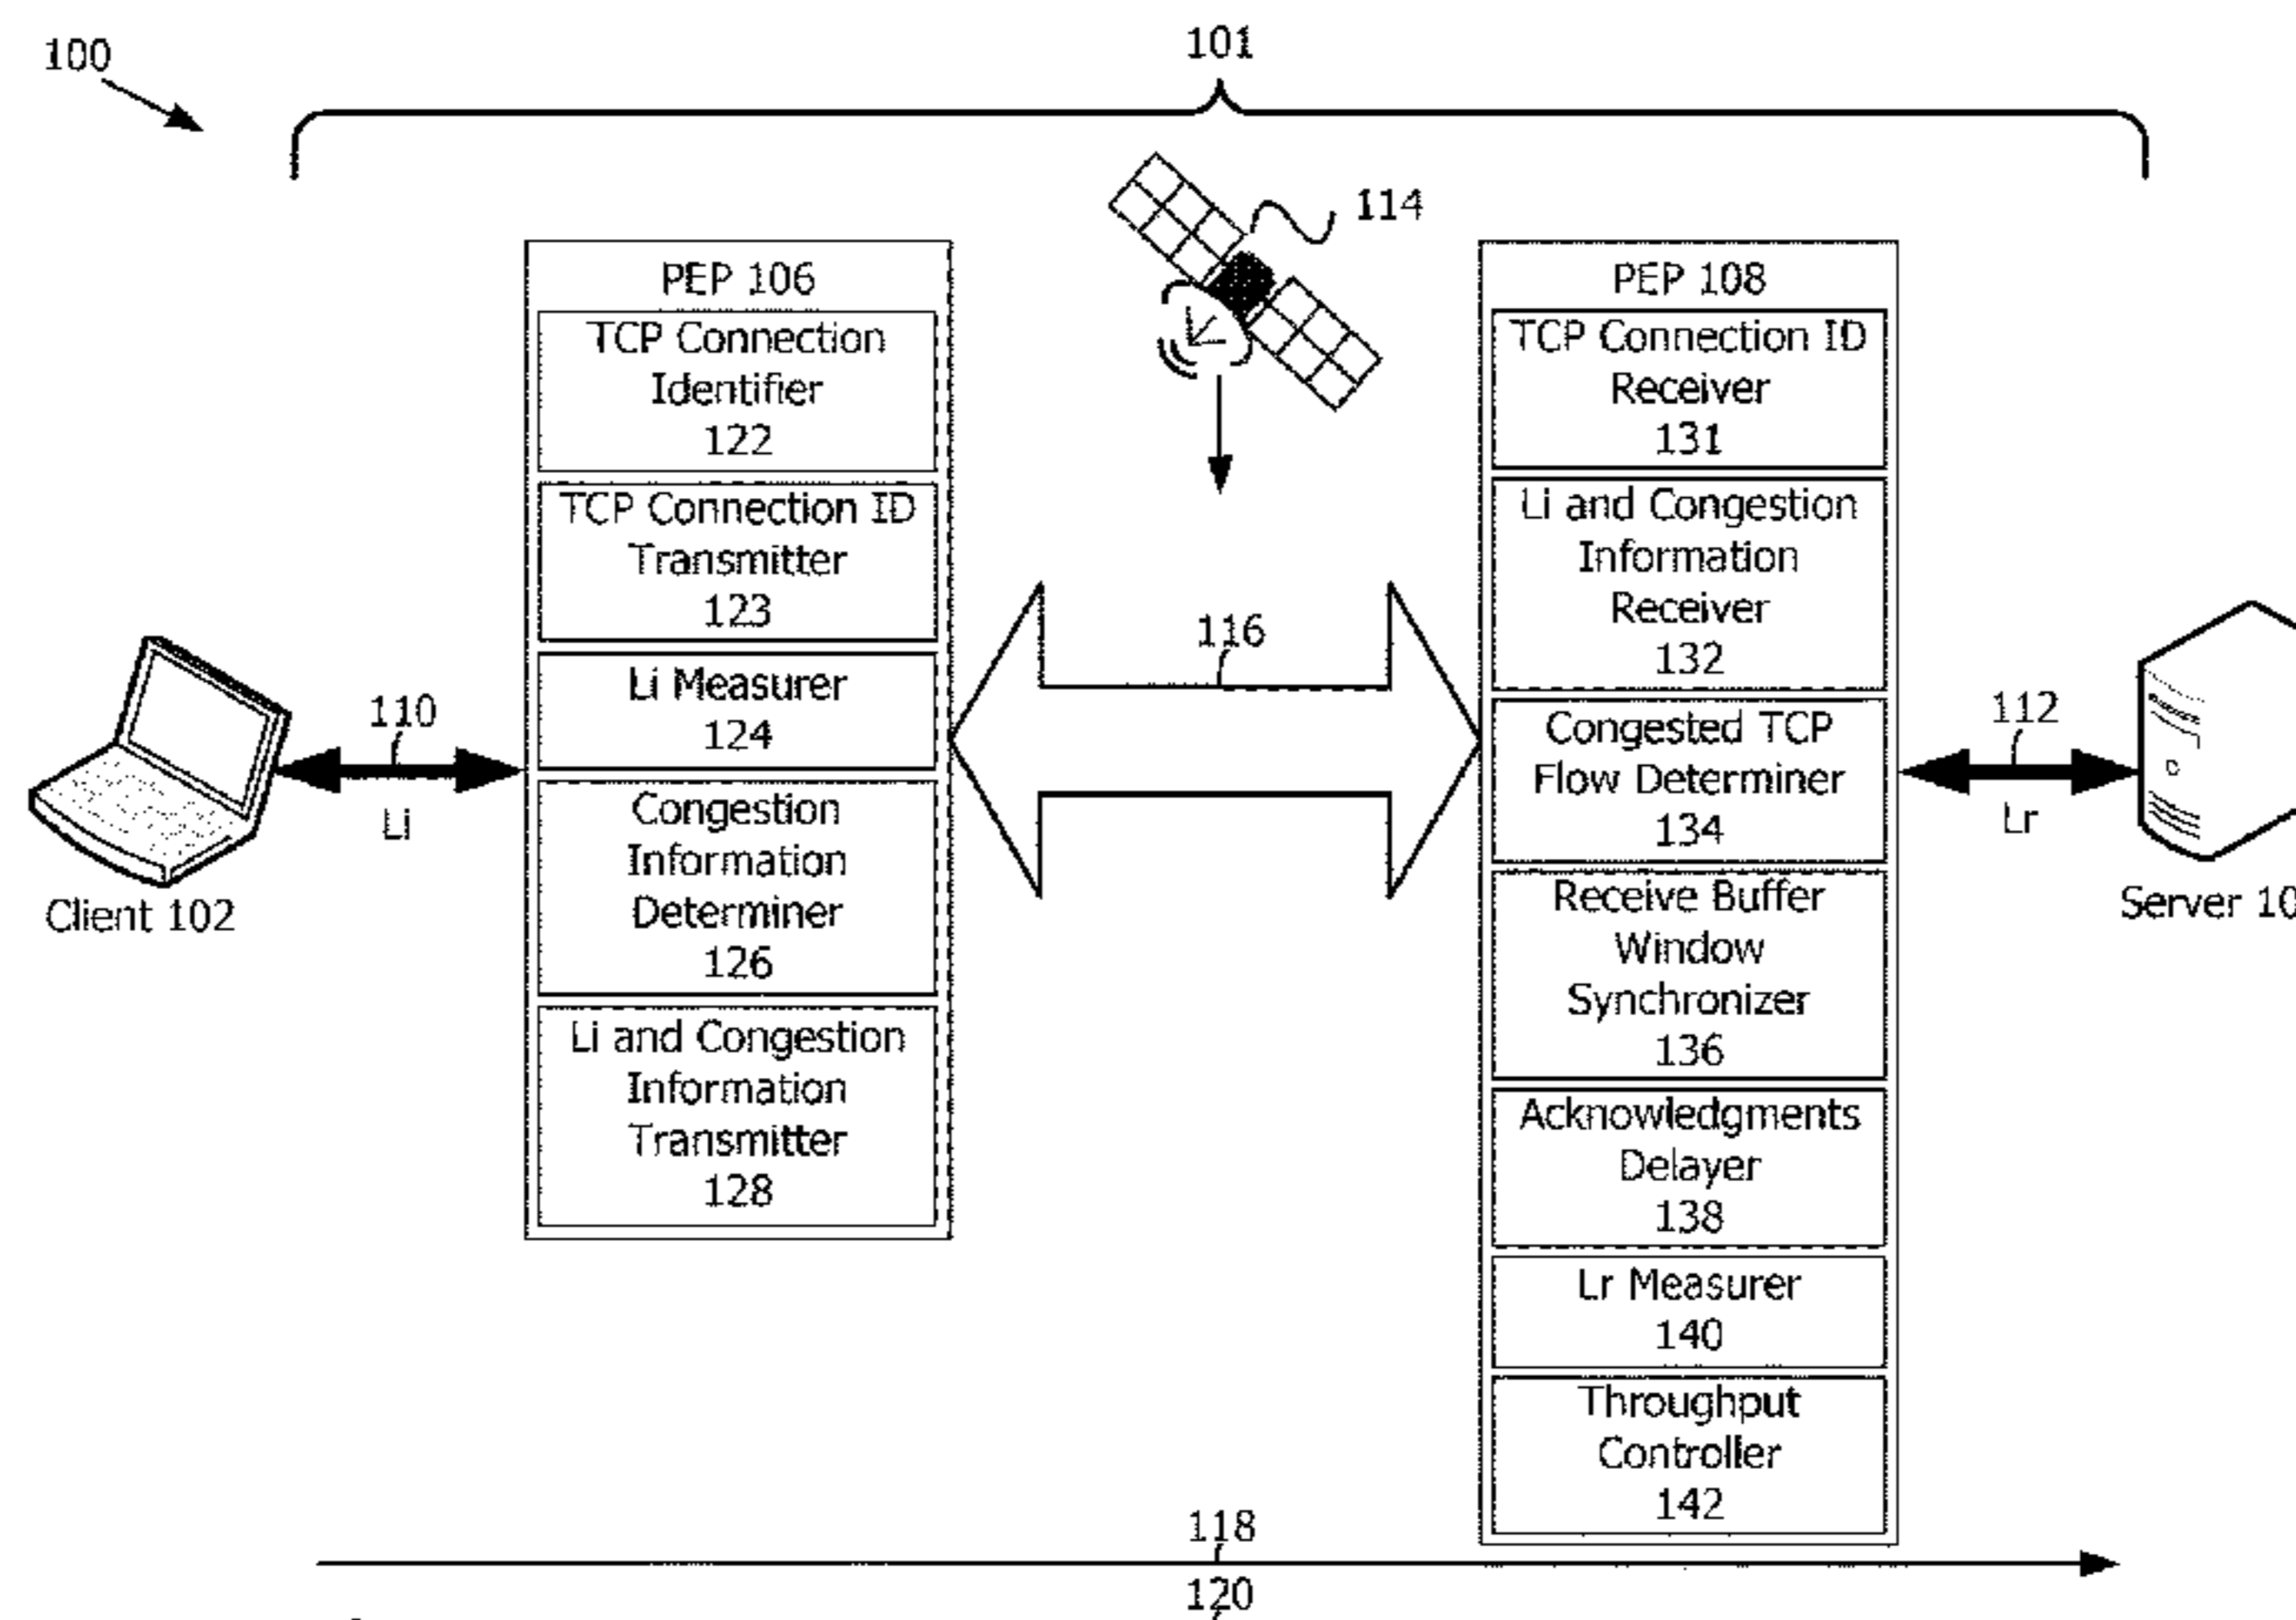 100
101
114
PEP 106
TCP Connection
Identifier
122
TCP Connection ID
Transmitter
123
Li Measurer
124
Congestion
Information
Determiner
126
Li and Congestion
Information
Transmitter
128
116
110
Li
Client 102
PEP 108
TCP Connection ID
Receiver
131
Li and Congestion
Information
Receiver
132
Congested TCP
Flow Determiner
134
Receive Buffer
Window
Synchronizer
136
Acknowledgments
Delayer
138
Lr Measurer
140
Throughput
Controller
142
112
Lr
Server 10
118
120